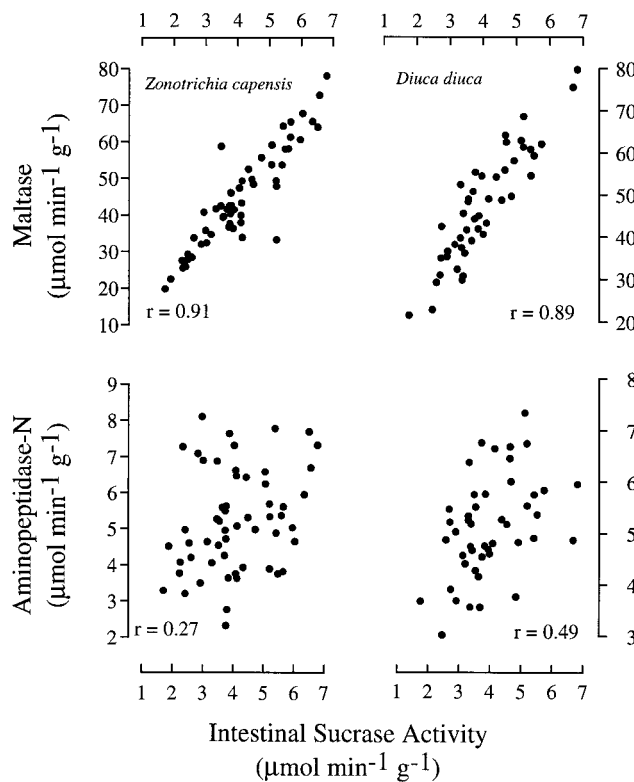 1 2 3 4 5 6 7
1 2 3 4 5 6 7
Zonotrichia capensis
Diuca diuca
Maltase
(μmol min-1 g-1)
80
70
60
50
40
30
20
10
80
70
60
50
40
30
20
r = 0.91
r = 0.89
Aminopeptidase-N
(μmol min-1 g-1)
9
8
7
6
5
4
3
2
8
7
6
5
4
3
r = 0.27
r = 0.49
1 2 3 4 5 6 7
1 2 3 4 5 6 7
Intestinal Sucrase Activity
(μmol min-1 g-1)